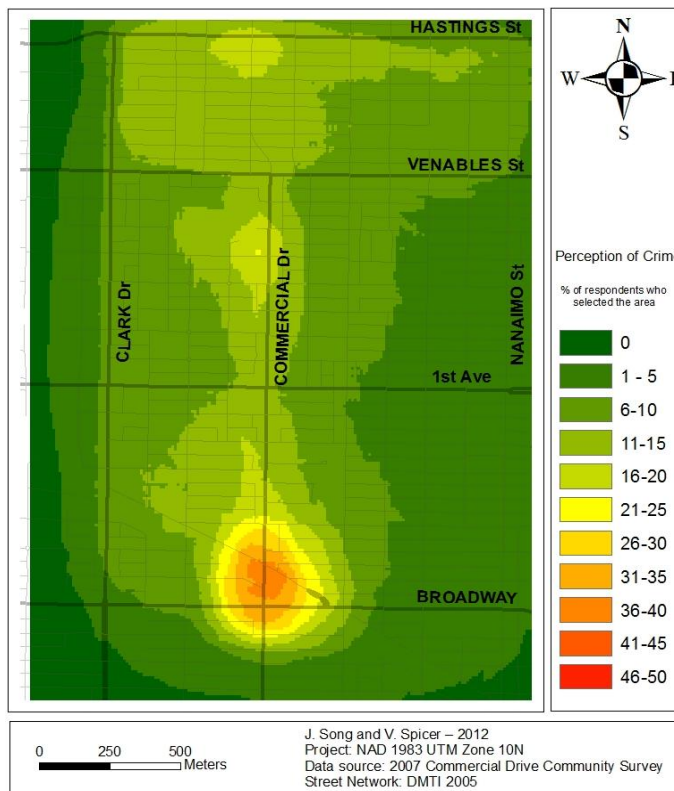 HASTINGS St
N
W
S
VENABLES St
CLARK Dr
COMMERCIAL Dr
NANAIMO St
1st Ave
BROADWAY
Perception of Crime
% of respondents who
selected the area
0
1 - 5
6-10
11-15
16-20
21-25
26-30
31-35
36-40
41-45
46-50
0 250 500
Meters
J. Song and V. Spicer – 2012
Project: NAD 1983 UTM Zone 10N
Data source: 2007 Commercial Drive Community Survey
Street Network: DMTI 2005